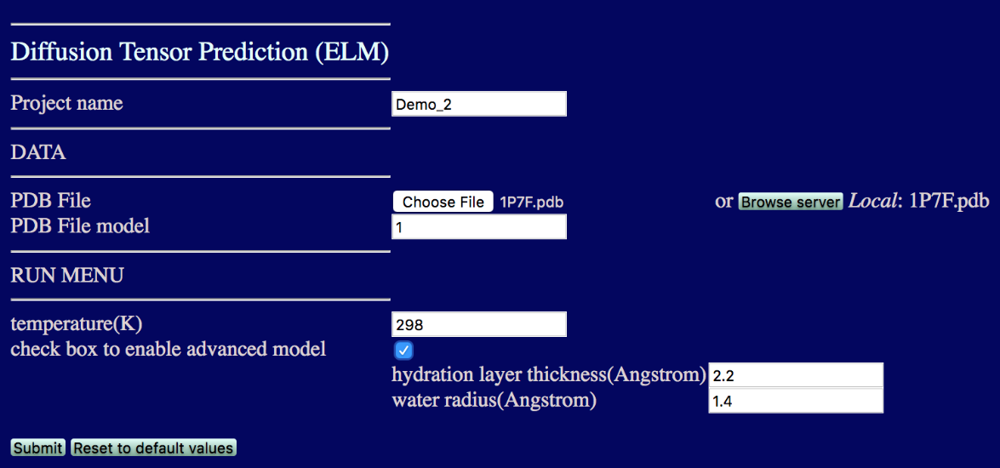 Diffusion Tensor Prediction (ELM)
Project name Demo_2
DATA
PDB File Choose File 1P7F.pdb or Browse server Local: 1P7F.pdb
PDB File model 1
RUN MENU
temperature(K) 298
check box to enable advanced model
hydration layer thickness(Angstrom) 2.2
water radius(Angstrom) 1.4
Submit Reset to default values